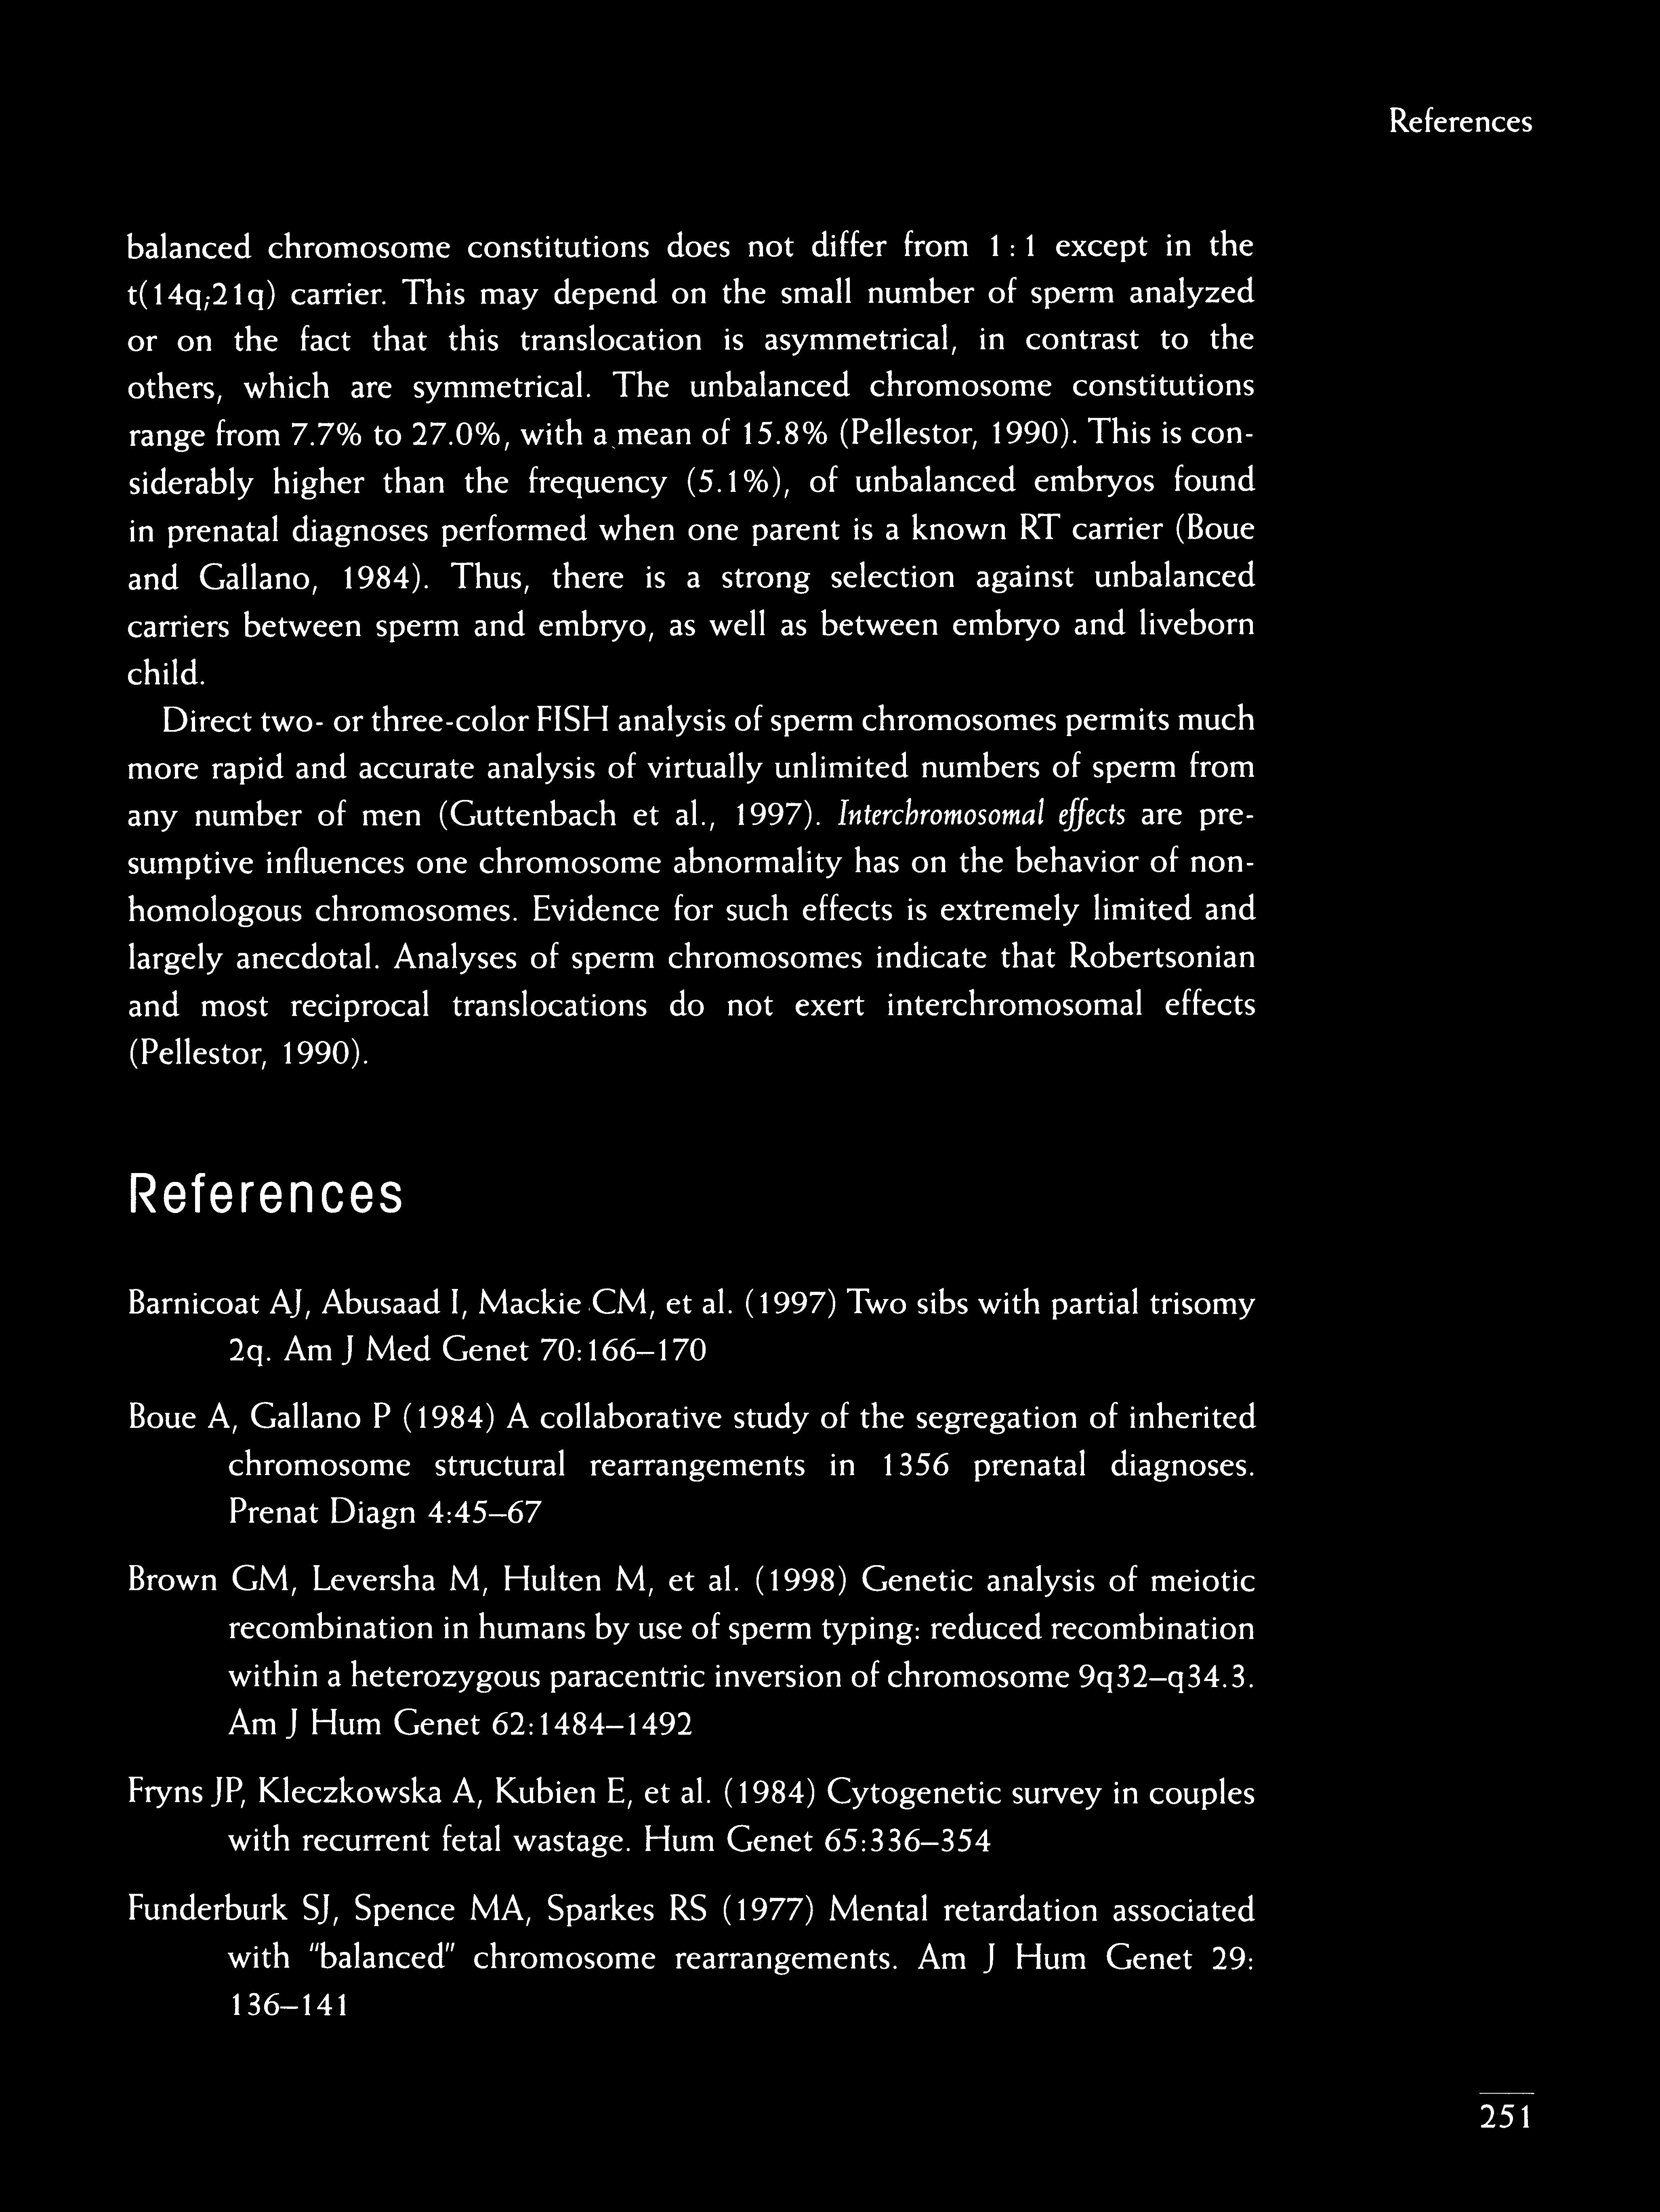 References
balanced chromosome constitutions does not differ from 1 : 1 except in the
t(14q;21q) carrier. This may depend on the small number of sperm analyzed
or on the fact that this translocation is asymmetrical, in contrast to the
others, which are symmetrical. The unbalanced chromosome constitutions
range from 7.7% to 27.0%, with a mean of 15.8% (Pellestor, 1990). This is con-
siderably higher than the frequency (5.1%), of unbalanced embryos found
in prenatal diagnoses performed when one parent is a known RT carrier (Boue
and Gallano, 1984). Thus, there is a strong selection against unbalanced
carriers between sperm and embryo, as well as between embryo and liveborn
child.
Direct two- or three-color FISH analysis of sperm chromosomes permits much
more rapid and accurate analysis of virtually unlimited numbers of sperm from
any number of men (Guttenbach et al., 1997). Interchromosomal effects are pre-
sumptive influences one chromosome abnormality has on the behavior of non-
homologous chromosomes. Evidence for such effects is extremely limited and
largely anecdotal. Analyses of sperm chromosomes indicate that Robertsonian
and most reciprocal translocations do not exert interchromosomal effects
(Pellestor, 1990).
References
Barnicoat AJ, Abusaad I, Mackie CM, et al. (1997) Two sibs with partial trisomy
2q. Am J Med Genet 70:166–170
Boue A, Gallano P (1984) A collaborative study of the segregation of inherited
chromosome structural rearrangements in 1356 prenatal diagnoses.
Prenat Diagn 4:45–67
Brown GM, Leversha M, Hulten M, et al. (1998) Genetic analysis of meiotic
recombination in humans by use of sperm typing: reduced recombination
within a heterozygous paracentric inversion of chromosome 9q32–q34.3.
Am J Hum Genet 62:1484–1492
Fryns JP, Kleczkowska A, Kubien E, et al. (1984) Cytogenetic survey in couples
with recurrent fetal wastage. Hum Genet 65:336–354
Funderburk SJ, Spence MA, Sparkes RS (1977) Mental retardation associated
with "balanced" chromosome rearrangements. Am J Hum Genet 29:
136–141
251